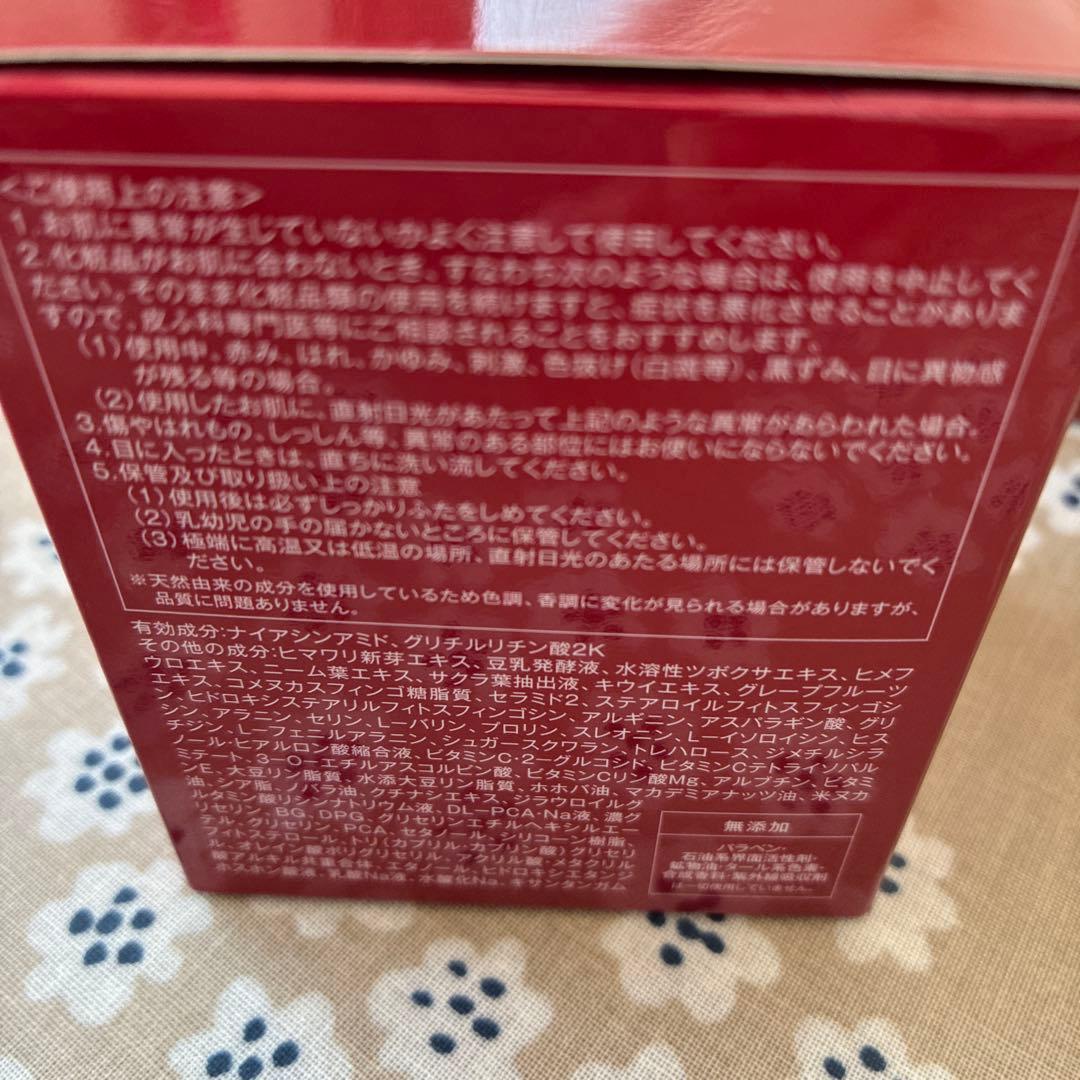 <ご使用上の注意>
1.お肌に異常が生じていないかよく注意して使用してください。
2.化粧品がお肌に合わないとき、すなわち次のような場合は、使用を中止してく
ださい。そのまま化粧品類の使用を続けますと、症状を悪化させることがありま
すので、皮ふ科専門医等にご相談されることをおすすめします。
(1)使用中、赤み、はれ、かゆみ、刺激、色抜け(白斑等)、黒ずみ、目に異物感
が残る等の場合。
(2)使用したお肌に、直射日光があたって上記のような異常があらわれた場合。
3.傷やはれもの、しっしん等、異常のある部位にはお使いにならないでください。
4.目に入ったときは、直ちに洗い流してください。
5.保管及び取り扱い上の注意
(1)使用後は必ずしっかりふたをしめてください。
(2)乳幼児の手の届かないところに保管してください。
(3)極端に高温又は低温の場所、直射日光のあたる場所には保管しないでく
ださい。
※天然由来の成分を使用しているため色調、香調に変化が見られる場合がありますが、
品質に問題ありません。
有効成分:ナイアシンアミド、グリチルリチン酸2K
その他の成分:ヒマワリ新芽エキス、豆乳発酵液、水溶性ツボクサエキス、ヒメフ
ウロエキス、ニーム葉エキス、サクラ葉抽出液、キウイエキス、グレープフルーツ
エキス、コメヌカスフィンゴ糖脂質、セラミド2、ステアロイルフィトスフィンゴシ
ン、ヒドロキシステアリルフィトスフィンゴシン、アルギニン、アスパラギン酸、グリ
シン、アラニン、セリン、L-バリン、プロリン、スレオニン、L-イソロイシン、ヒス
チジン、L-フェニルアラニン、シュガースクワラン、トレハロース、ジメチルシラ
ノール・ヒアルロン酸縮合液、ビタミンC・2-グルコシド、ビタミンCテトラパル
ミテート、3-O-エチルアスコルビン酸、ビタミンCリン酸Mg、アルブチン、ビタミ
ンE、大豆リン脂質、水添大豆リン脂質、ホホバ油、マカデミアナッツ油、米ヌカ
油、シア脂、バラ油、クチナシエキス、ジラウロイルグ
ルタミン酸リシンナトリウム液、DL-PCA・Na液、濃グ
リセリン、BG、DPG、グリセリンエチルヘキシルエー
テル、グリセリン、PCA、セタノール、シリコーン樹脂、
フィトステロール、トリ(カプリル・カプリン酸)グリセリ
ル、オレイン酸ポリグリセリル、アクリル酸・メタクリル
酸アルキル共重合体、エタノール、ヒドロキシエタンジ
ホスホン酸液、乳酸Na液、水酸化Na、キサンタンガム
無添加
パラベン・
石油系界面活性剤・
鉱物油・タール系色素・
合成香料・紫外線吸収剤
は一切使用していません。